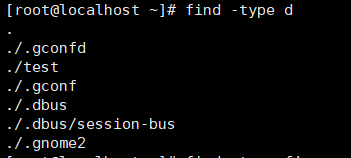 [root@localhost ~]# find -type d
.
./.gconfd
./test
./.gconf
./.dbus
./.dbus/session-bus
./.gnome2